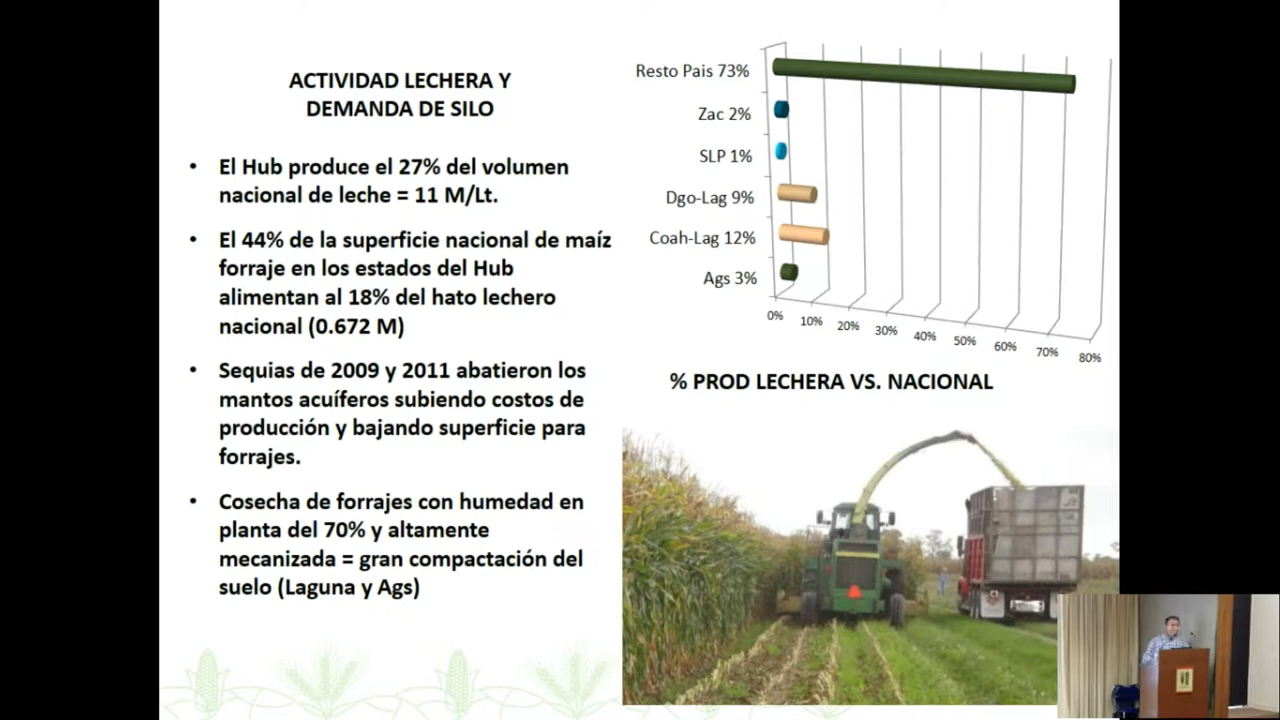 ACTIVIDAD LECHERA Y
DEMANDA DE SILO
• El Hub produce el 27% del volumen
nacional de leche = 11 M/Lt.
• El 44% de la superficie nacional de maíz
forraje en los estados del Hub
alimentan al 18% del hato lechero
nacional (0.672 M)
• Sequias de 2009 y 2011 abatieron los
mantos acuíferos subiendo costos de
producción y bajando superficie para
forrajes.
• Cosecha de forrajes con humedad en
planta del 70% y altamente
mecanizada = gran compactación del
suelo (Laguna y Ags)
Resto Pais 73%
Zac 2%
SLP 1%
Dgo-Lag 9%
Coah-Lag 12%
Ags 3%
0% 10% 20% 30% 40% 50% 60% 70% 80%
% PROD LECHERA VS. NACIONAL